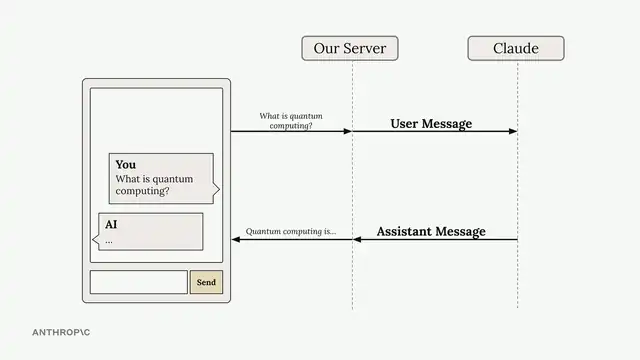 Our Server
Claude
What is quantum
computing?
User Message
You
What is quantum
computing?
AI
...
Quantum computing is...
Assistant Message
Send
ANTHROP\C